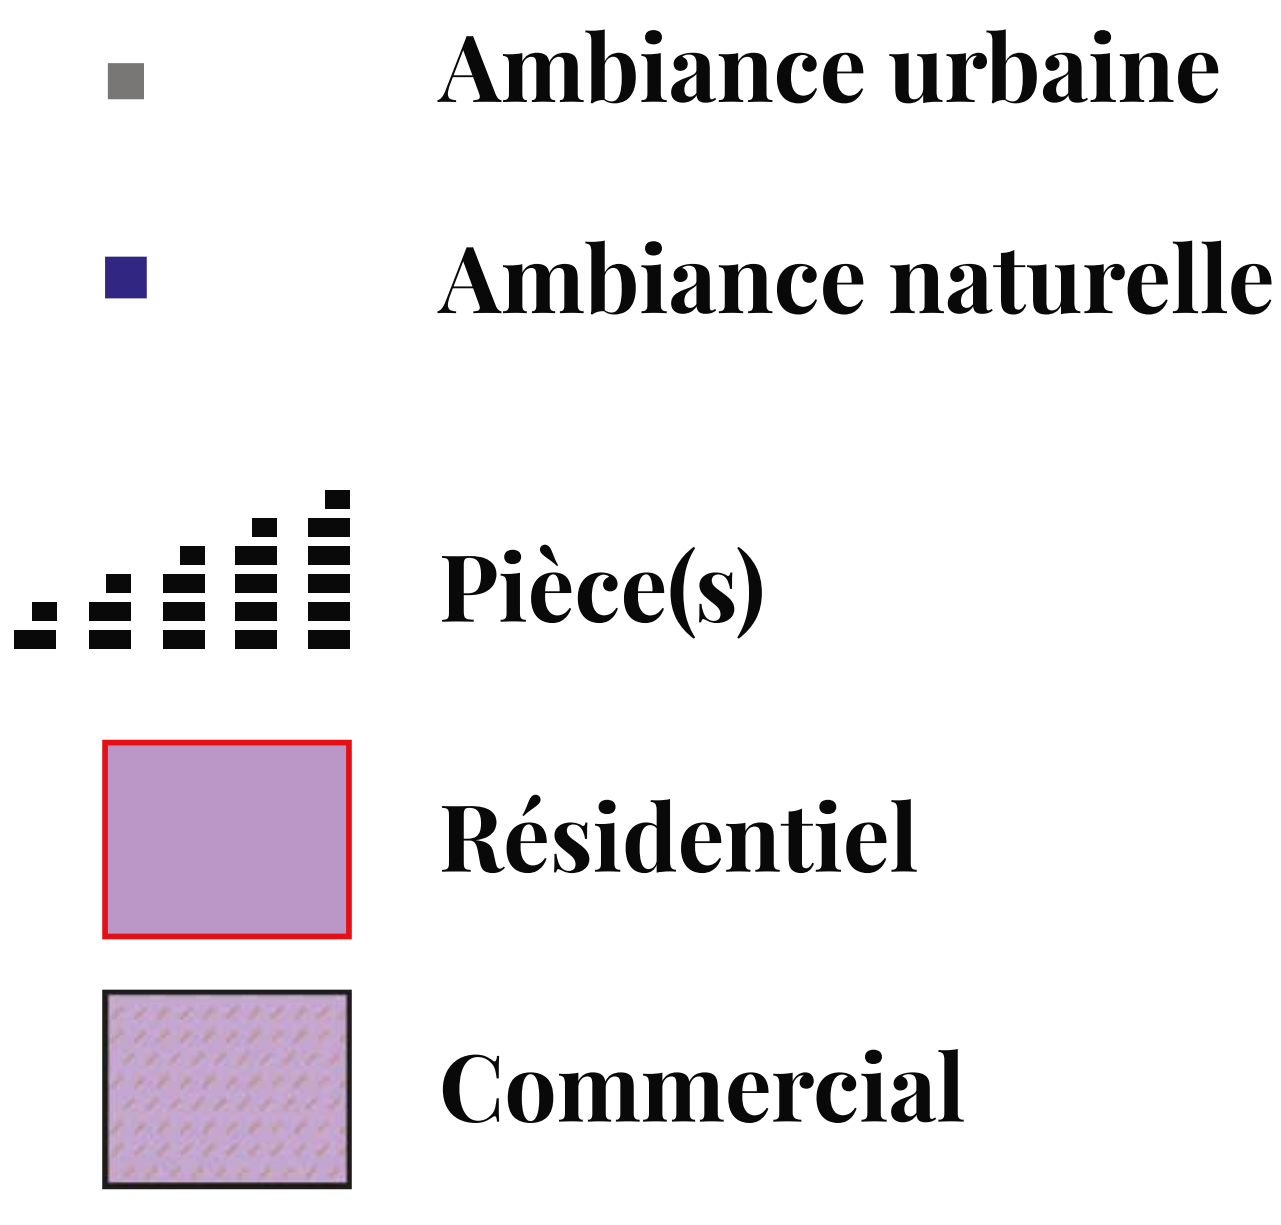 Ambiance urbaine
Ambiance naturelle
Pièce(s)
Résidentiel
Commercial